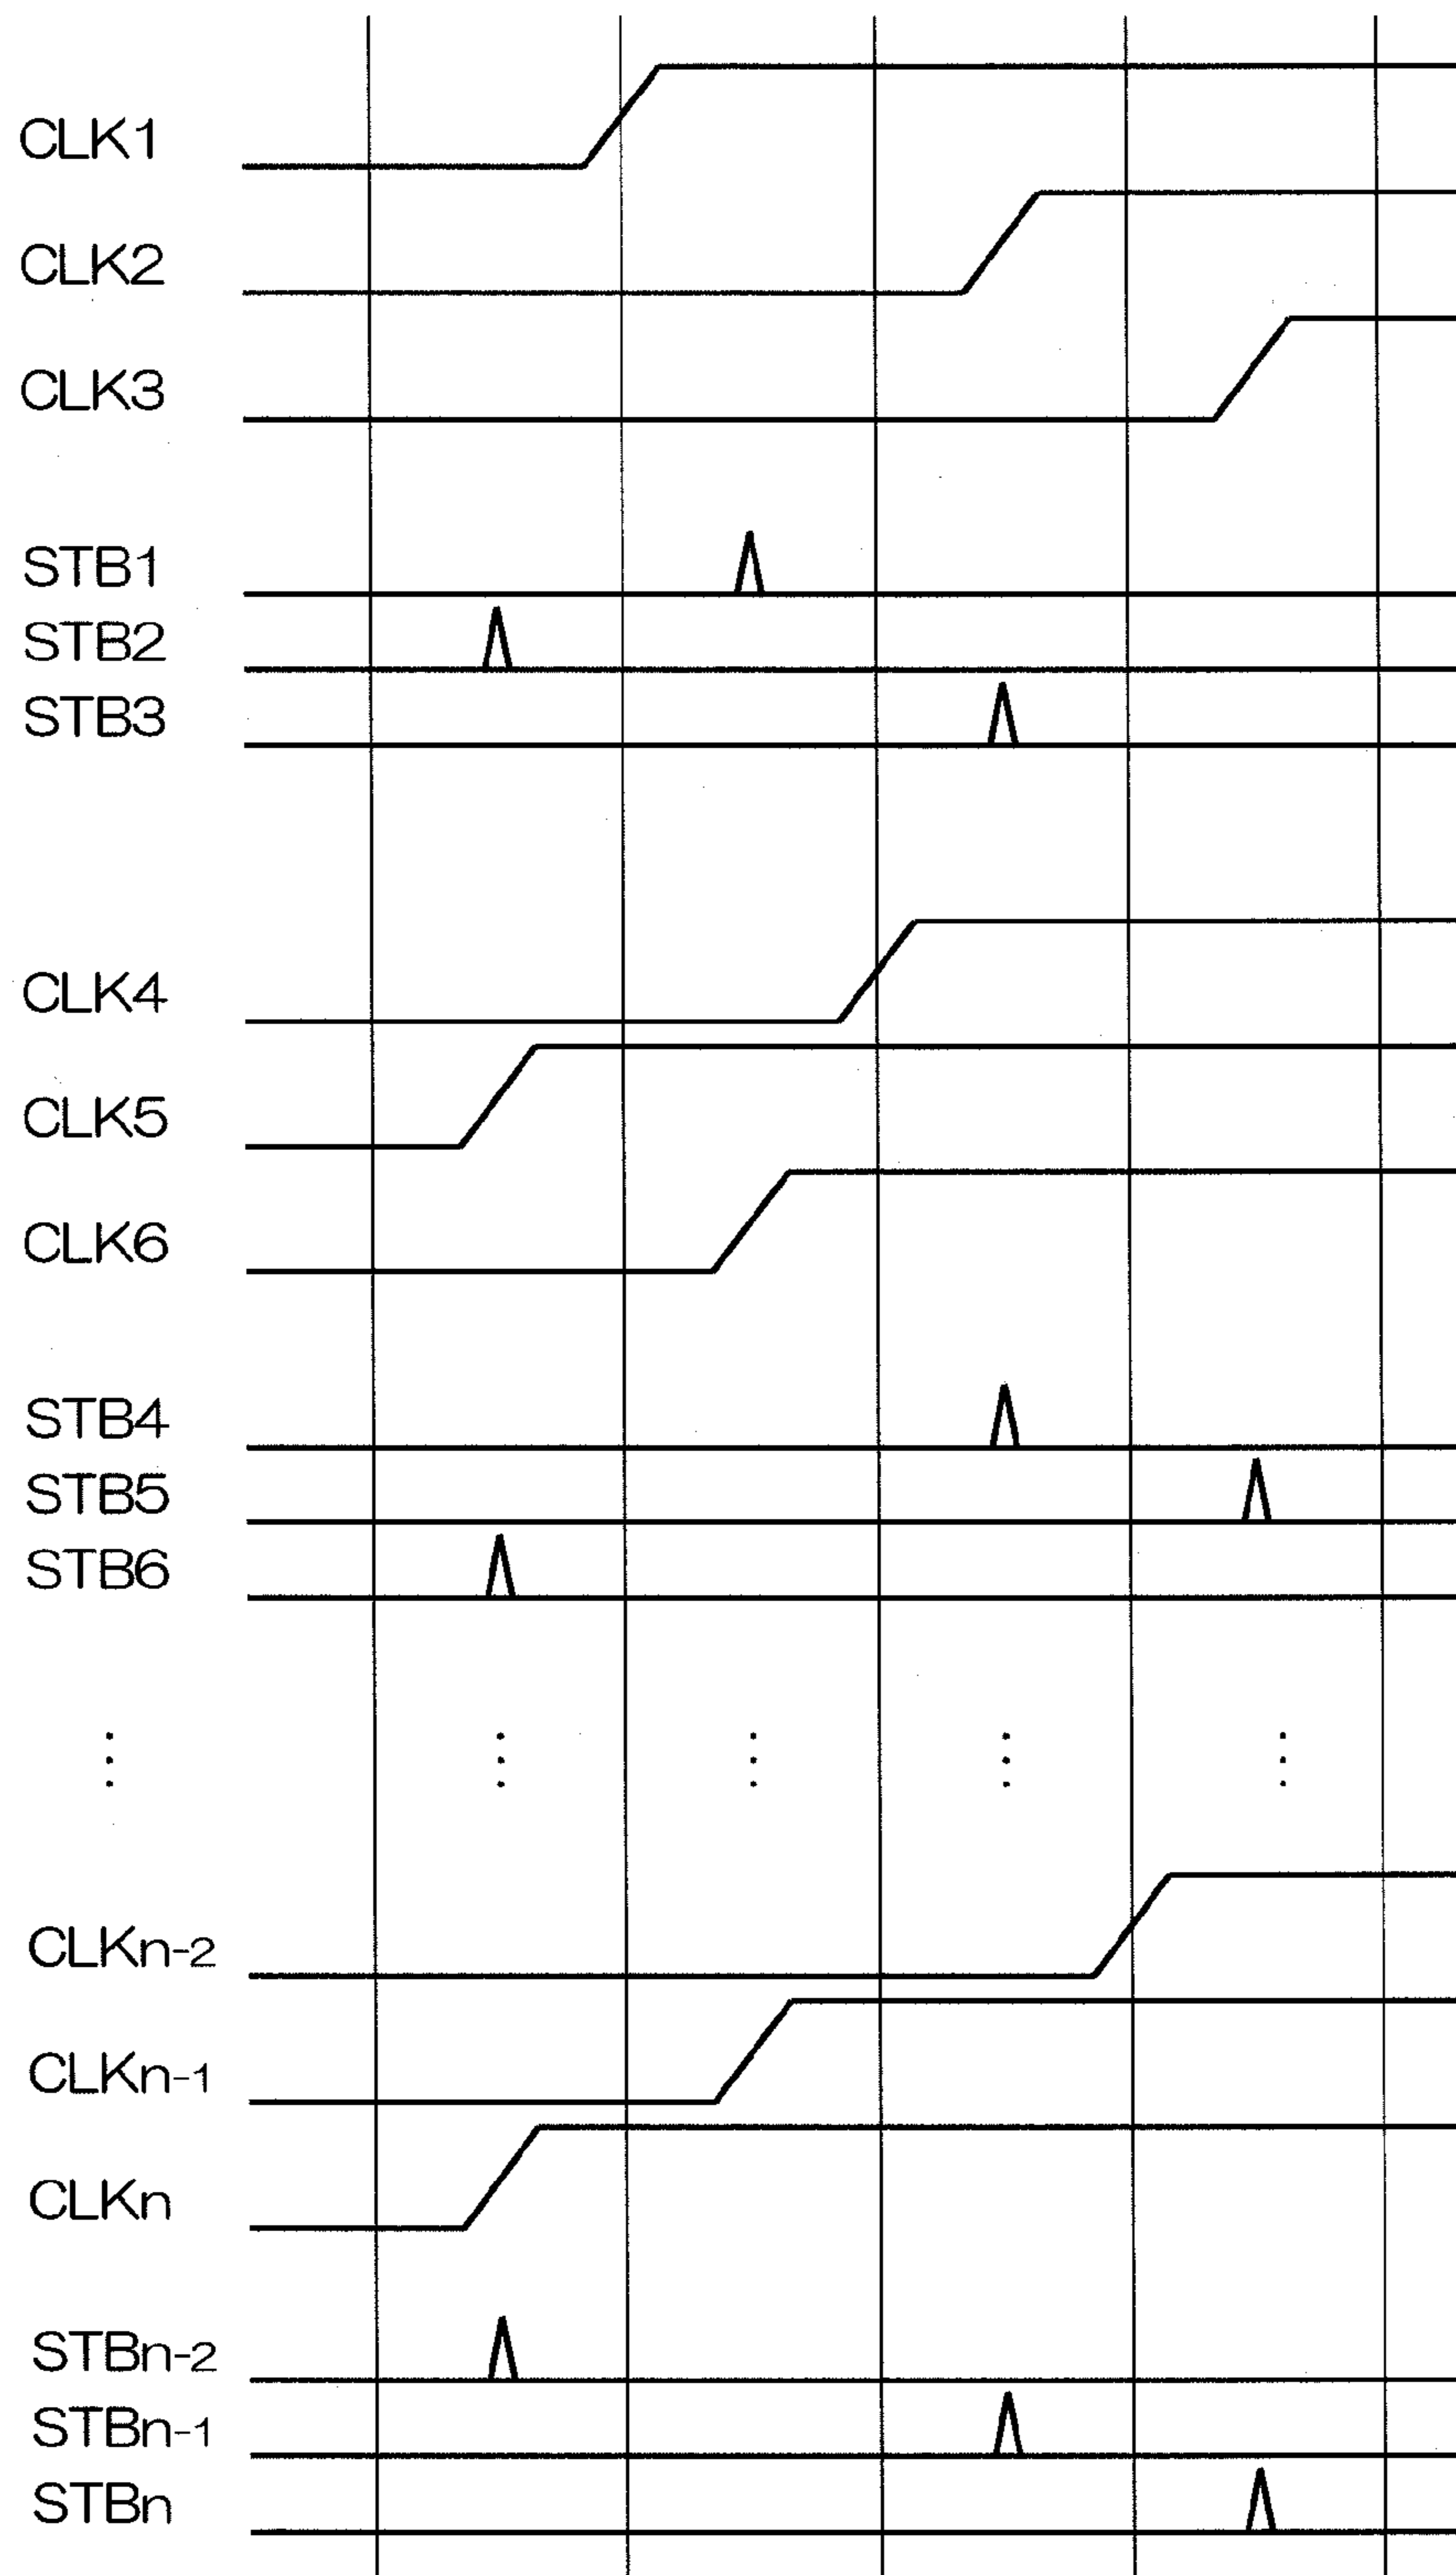 CLK1
CLK2
CLK3
STB1
STB2
STB3
CLK4
CLK5
CLK6
STB4
STB5
STB6
CLKn-2
CLKn-1
CLKn
STBn-2
STBn-1
STBn